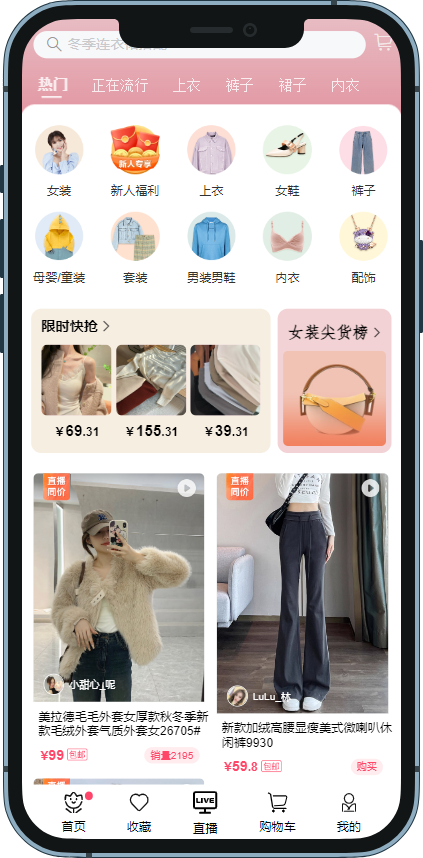 冬季连衣
热门 正在流行 上衣 裤子 裙子 内衣
新人专享
女装 新人福利 上衣 女鞋 裤子
母婴/童装 套装 男装男鞋 内衣 配饰
限时快抢
女装尖货榜
￥69.31 ￥155.31 ￥39.31
直播
同价
直播
同价
小甜心_呢
LuLu_林
美拉德毛毛外套女厚款秋冬季新
款毛绒外套气质外套女26705#
￥99 包邮 销量2195
新款加绒高腰显瘦美式微喇叭休
闲裤9930
￥59.8 包邮 购买
直播
LIVE
首页 收藏 直播 购物车 我的